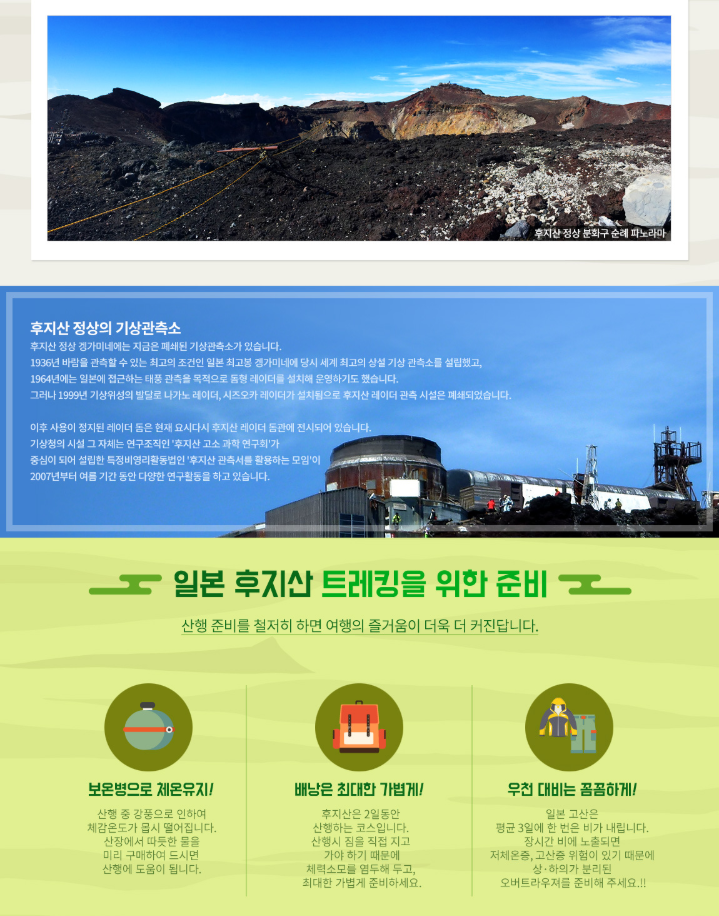 후지산 정상 분화구 순례 파노라마
후지산 정상의 기상관측소
후지산 정상 겡가미네에는 지금은 폐쇄된 기상관측소가 있습니다.
1936년 바람을 관측할 수 있는 최고의 조건인 일본 최고봉 겡가미네에 당시 세계 최고의 상설 기상 관측소를 설립했고,
1964년에는 일본에 접근하는 태풍 관측을 목적으로 돔형 레이더를 설치해 운영하기도 했습니다.
그러나 1999년 기상위성의 발달로 나가노 레이더, 시즈오카 레이더가 설치됨으로 후지산 레이더 관측 시설은 폐쇄되었습니다.
이후 사용이 정지된 레이더 돔은 현재 요시다시 후지산 레이더 돔관에 전시되어 있습니다.
기상청의 시설 그 자체는 연구조직인 '후지산 고소 과학 연구회'가
중심이 되어 설립한 특정비영리활동법인 '후지산 관측서를 활용하는 모임'이
2007년부터 여름 기간 동안 다양한 연구활동을 하고 있습니다.
일본 후지산 트레킹을 위한 준비
산행 준비를 철저히 하면 여행의 즐거움이 더욱 더 커진답니다.
보온병으로 체온유지!
산행 중 강풍으로 인하여
체감온도가 몹시 떨어집니다.
산장에서 따듯한 물을
미리 구매하여 드시면
산행에 도움이 됩니다.
배낭은 최대한 가볍게!
후지산은 2일동안
산행하는 코스입니다.
산행시 짐을 직접 지고
가야 하기 때문에
체력소모를 염두해 두고,
최대한 가볍게 준비하세요.
우천 대비는 꼼꼼하게!
일본 고산은
평균 3일에 한 번은 비가 내립니다.
장시간 비에 노출되면
저체온증, 고산증 위험이 있기 때문에
상·하의가 분리된
오버트라우져를 준비해 주세요.!!